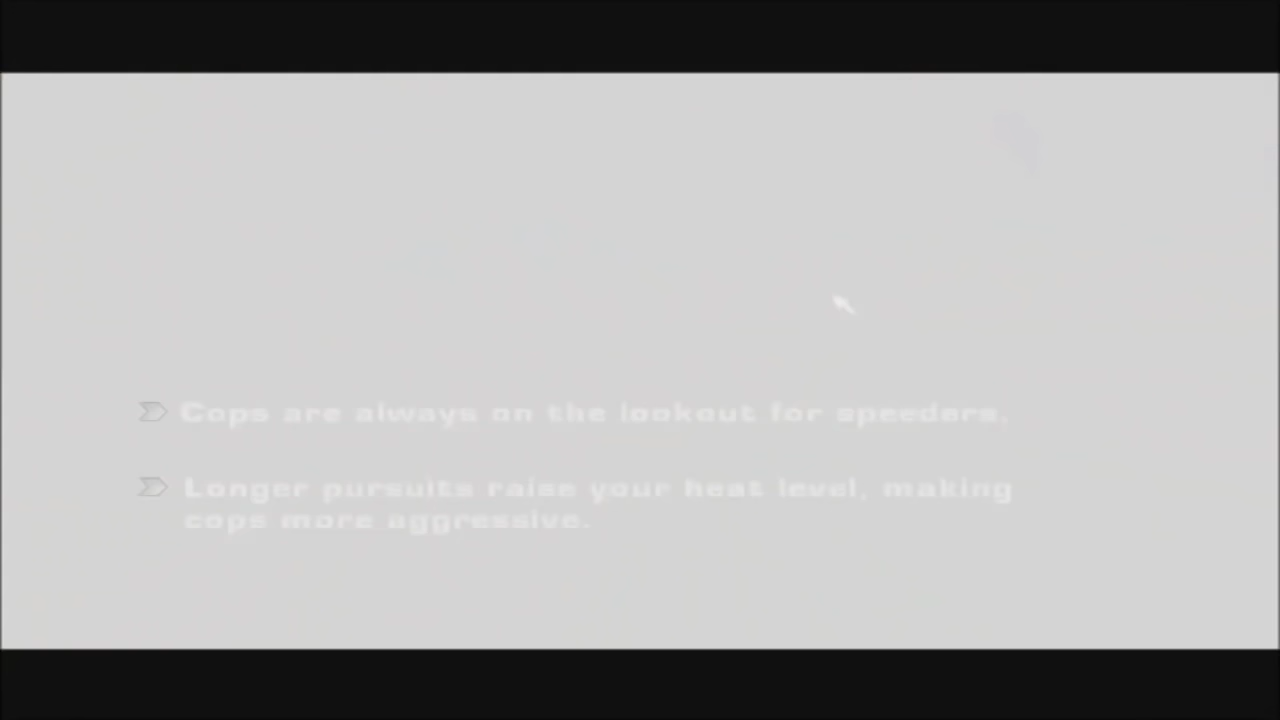 Cops are always on the lookout for speeders.
Longer pursuits raise your heat level, making
cops more aggressive.